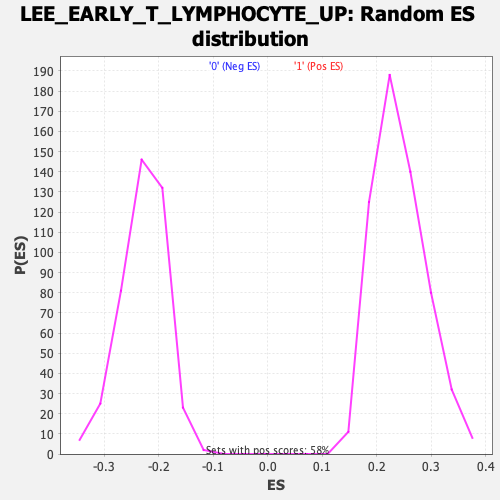 LEE_EARLY_T_LYMPHOCYTE_UP: Random ES
distribution
'0' (Neg ES) '1' (Pos ES)
190
180
170
160
150
140
130
120
110
100
90
80
70
60
50
40
30
20
10
0
P(ES)
Sets with pos scores: 58%
-0.3 -0.2 -0.1 0.0 0.1 0.2 0.3 0.4
ES